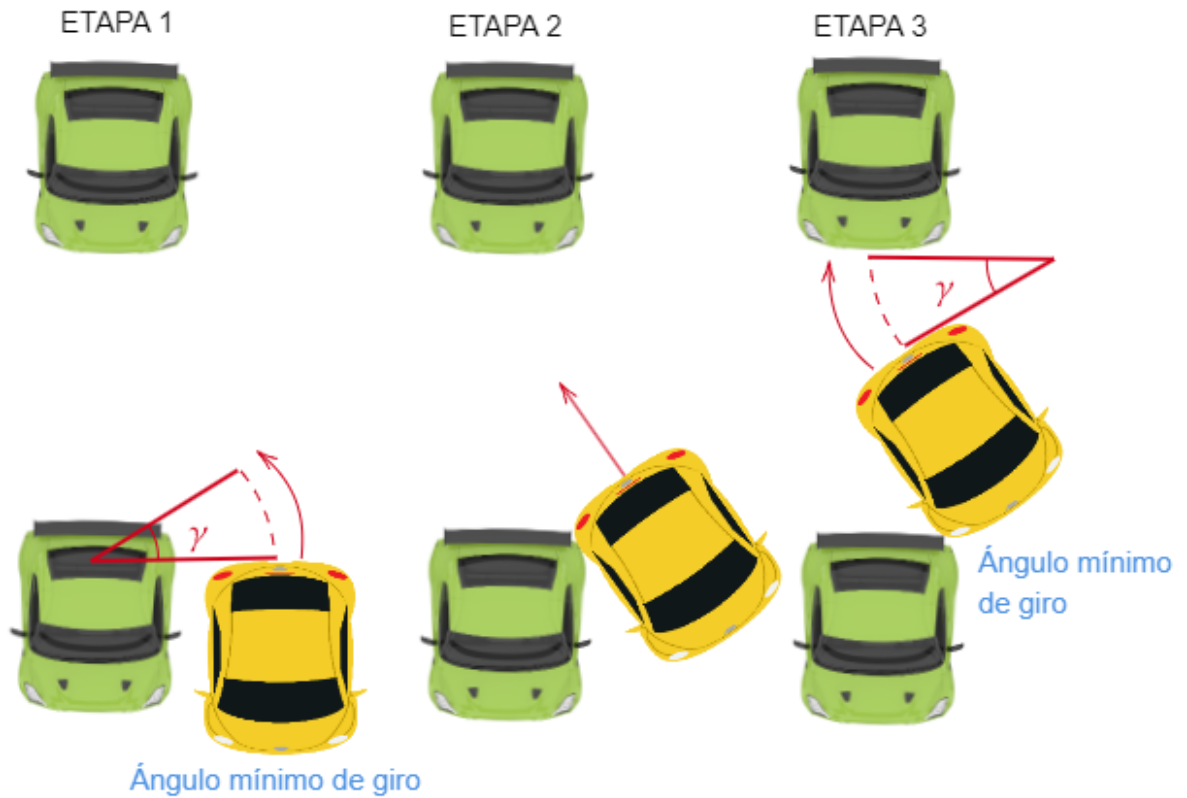 ETAPA 1
ETAPA 2
ETAPA 3
γ
γ
Ángulo mínimo
de giro
Ángulo mínimo de giro